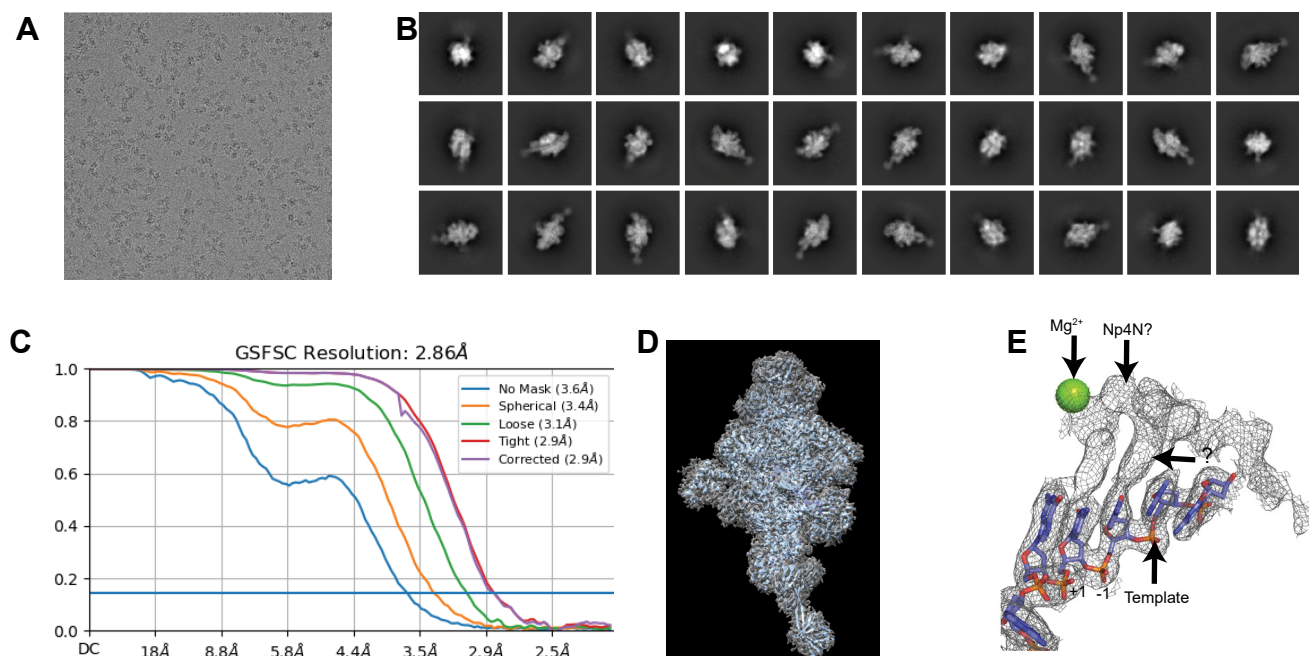 A
B
C
GSFSC Resolution: 2.86Å
1.0
0.8
0.6
0.4
0.2
0.0
DC
18Å
8.8Å
5.8Å
4.4Å
3.5Å
2.9Å
2.5Å
No Mask (3.6Å)
Spherical (3.4Å)
Loose (3.1Å)
Tight (2.9Å)
Corrected (2.9Å)
D
E
Mg²⁺
Np4N?
?
+1 -1
Template